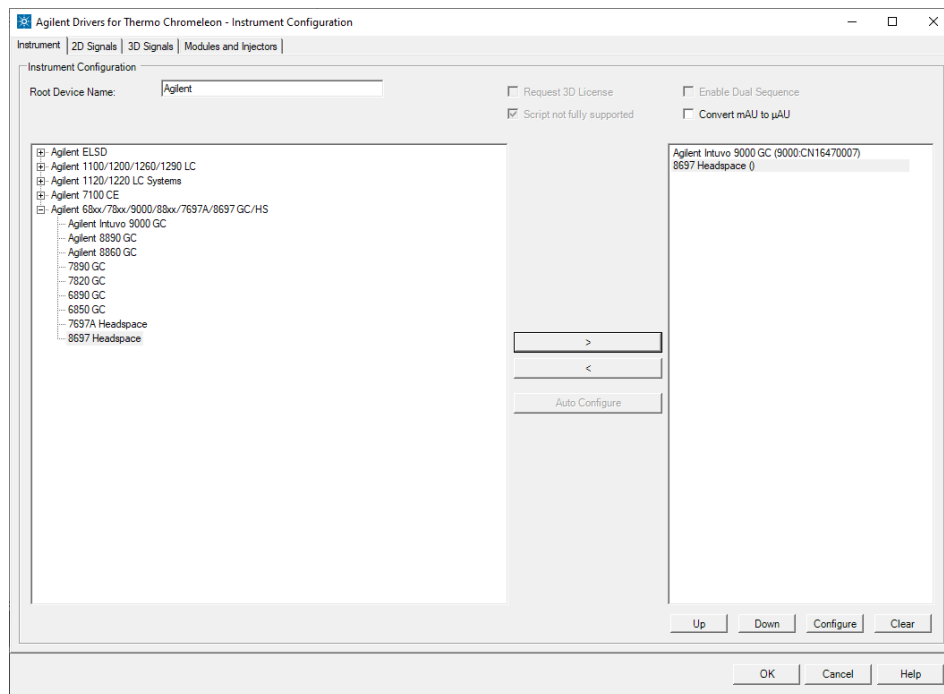 Agilent Drivers for Thermo Chromeleon - Instrument Configuration
Instrument 2D Signals 3D Signals Modules and Injectors
Instrument Configuration
Root Device Name: Agilent
Request 3D License
Enable Dual Sequence
Script not fully supported
Convert mAU to µAU
Agilent ELSD
Agilent 1100/1200/1260/1290 LC
Agilent 1120/1220 LC Systems
Agilent 7100 CE
Agilent 68xx/78xx/9000/88xx/7697A/8697 GC/HS
Agilent Intuvo 9000 GC
Agilent 8890 GC
Agilent 8860 GC
7890 GC
7820 GC
6890 GC
6850 GC
7697A Headspace
8697 Headspace
>
<
Auto Configure
Agilent Intuvo 9000 GC (9000:CN16470007)
8697 Headspace ()
Up Down Configure Clear
OK Cancel Help